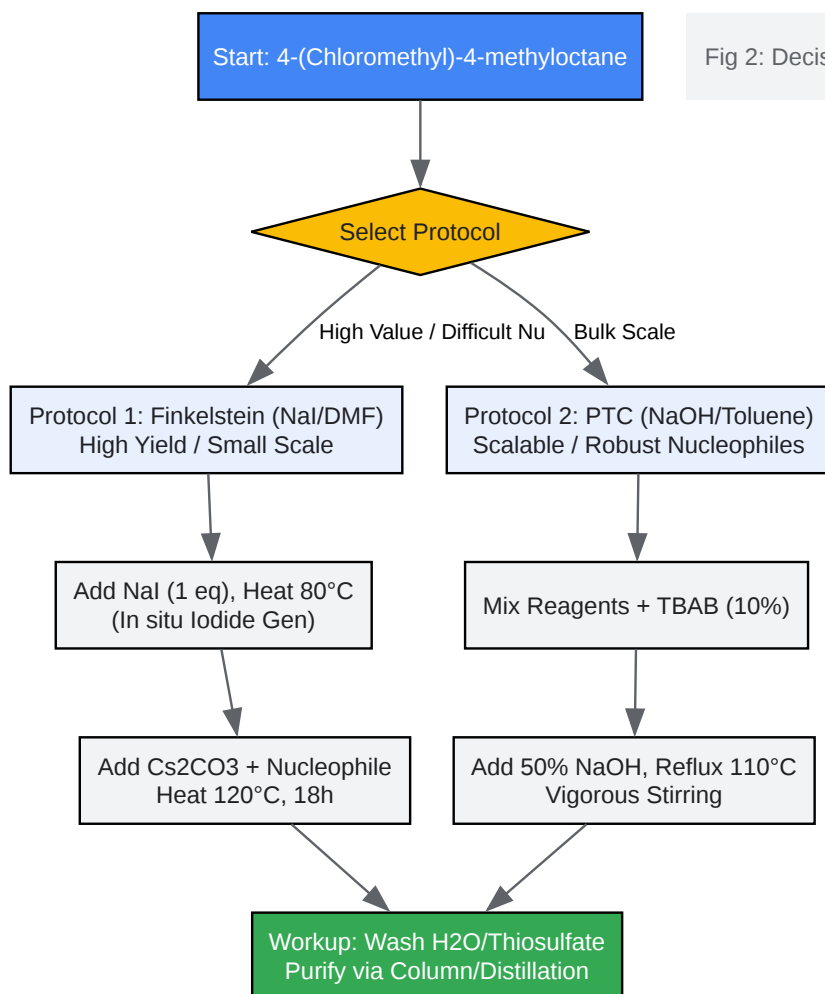 Start: 4-(Chloromethyl)-4-methyloctane
Fig 2: Decis
Select Protocol
High Value / Difficult Nu
Bulk Scale
Protocol 1: Finkelstein (NaI/DMF)
High Yield / Small Scale
Protocol 2: PTC (NaOH/Toluene)
Scalable / Robust Nucleophiles
Add NaI (1 eq), Heat 80°C
(In situ Iodide Gen)
Mix Reagents + TBAB (10%)
Add Cs2CO3 + Nucleophile
Heat 120°C, 18h
Add 50% NaOH, Reflux 110°C
Vigorous Stirring
Workup: Wash H2O/Thiosulfate
Purify via Column/Distillation